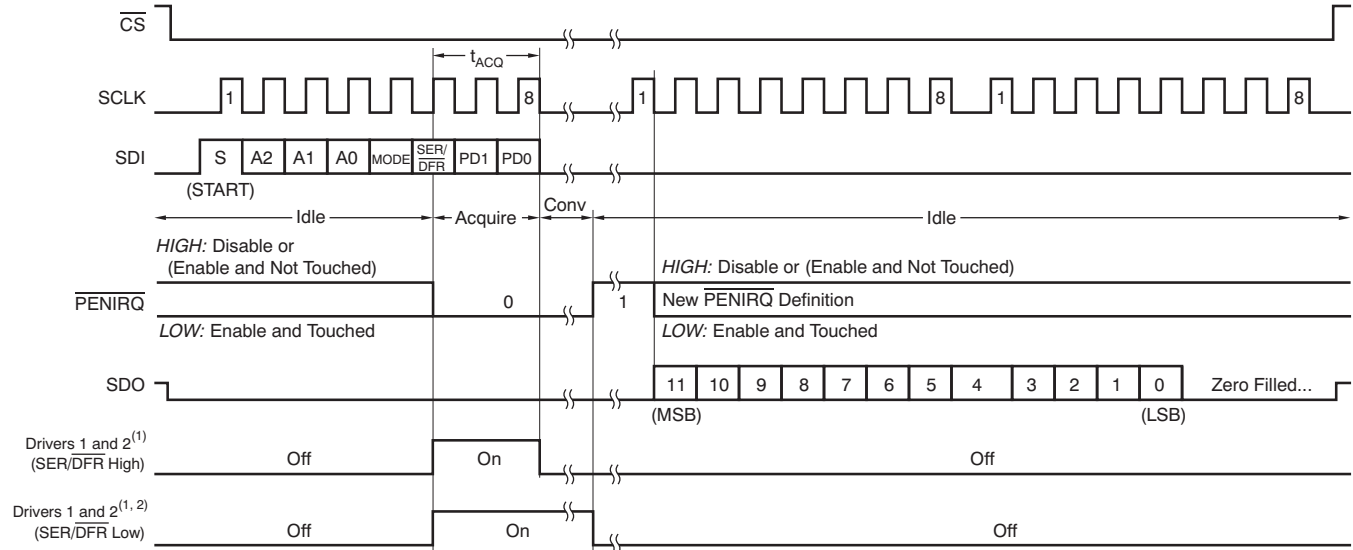 CS
t_ACQ
SCLK 1 8 1 8 1 8
SDI S A2 A1 A0 MODE SER/DFR PD1 PD0
(START)
Idle Acquire Conv Idle
HIGH: Disable or
(Enable and Not Touched)
HIGH: Disable or (Enable and Not Touched)
PENIRQ 0 1 New PENIRQ Definition
LOW: Enable and Touched
LOW: Enable and Touched
SDO 11 10 9 8 7 6 5 4 3 2 1 0 Zero Filled...
(MSB) (LSB)
Drivers 1 and 2(1)
(SER/DFR High)
Off On Off
Drivers 1 and 2(1, 2)
(SER/DFR Low)
Off On Off